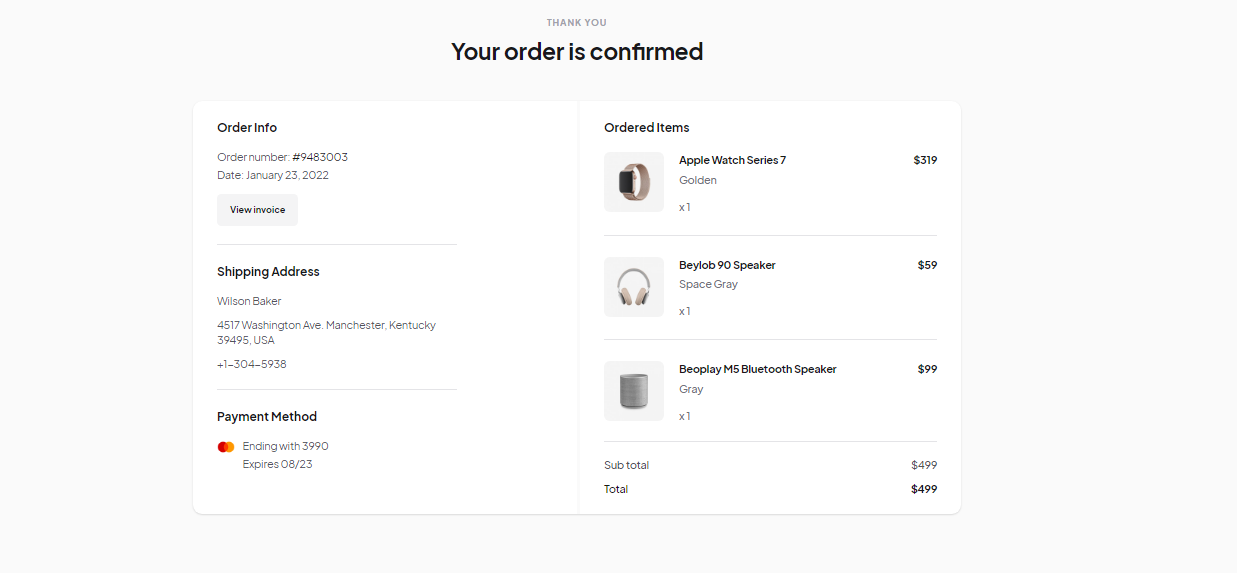 THANK YOU
Your order is confirmed
Order Info
Order number: #9483003
Date: January 23, 2022
View invoice
Shipping Address
Wilson Baker
4517 Washington Ave. Manchester, Kentucky
39495, USA
+1-304-5938
Payment Method
Ending with 3990
Expires 08/23
Ordered Items
Apple Watch Series 7 $319
Golden
x 1
Beylob 90 Speaker $59
Space Gray
x 1
Beoplay M5 Bluetooth Speaker $99
Gray
x 1
Sub total $499
Total $499